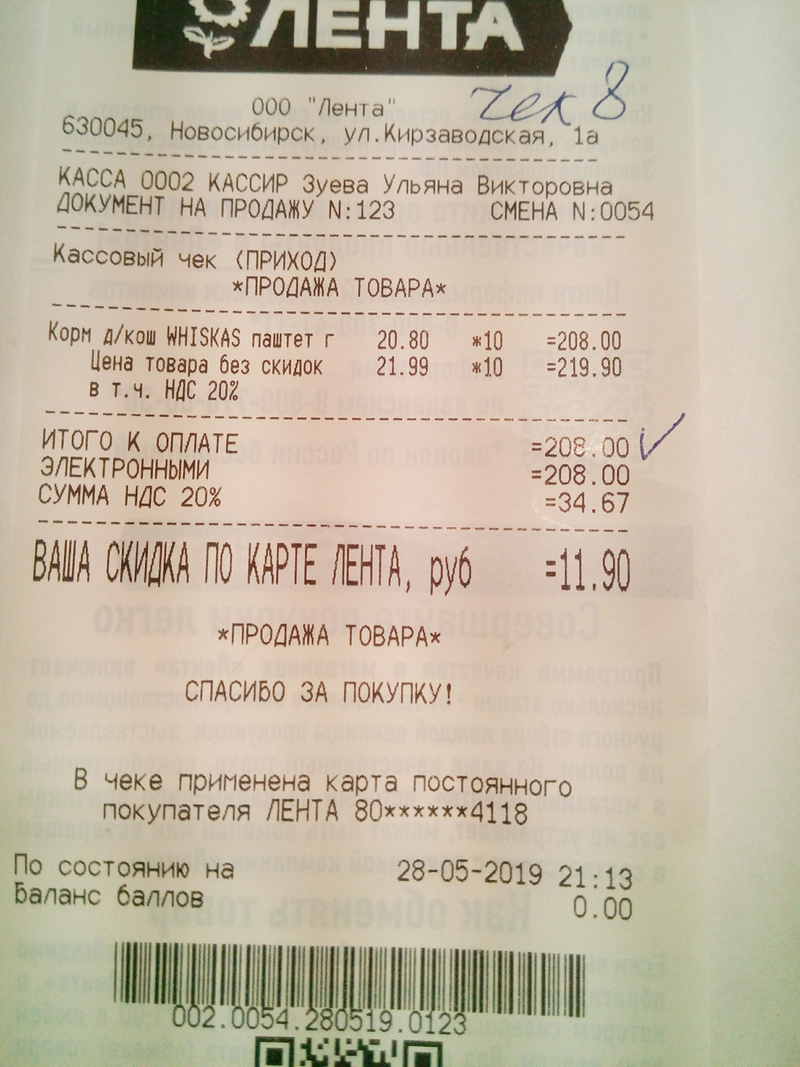 ЛЕНТА
чек 8
ООО "Лента"
630045, Новосибирск, ул.Кирзаводская, 1а
КАССА 0002 КАССИР Зуева Ульяна Викторовна
ДОКУМЕНТ НА ПРОДАЖУ N:123 СМЕНА N:0054
Кассовый чек (ПРИХОД)
*ПРОДАЖА ТОВАРА*
Корм д/кош WHISKAS паштет г 20.80 *10 =208.00
Цена товара без скидок 21.99 *10 =219.90
в т.ч. НДС 20%
ИТОГО К ОПЛАТЕ =208.00
ЭЛЕКТРОННЫМИ =208.00
СУММА НДС 20% =34.67
ВАША СКИДКА ПО КАРТЕ ЛЕНТА, руб =11.90
*ПРОДАЖА ТОВАРА*
СПАСИБО ЗА ПОКУПКУ!
В чеке применена карта постоянного
покупателя ЛЕНТА 80******4118
По состоянию на 28-05-2019 21:13
Баланс баллов 0.00
002.0054.280519.0123